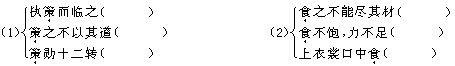 执策而临之( ) 食之不能尽其材( )
(1) 策之不以其道( ) (2) 食不饱,力不足( )
策勋十二转( ) 上衣裳口中食( )